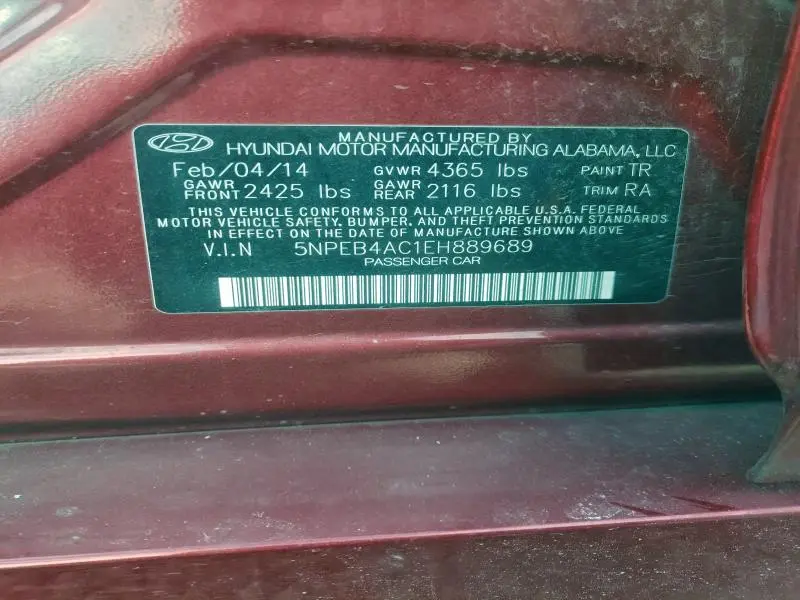 MANUFACTURED BY
HYUNDAI MOTOR MANUFACTURING ALABAMA, LLC
Feb/04/14 GVWR 4365 lbs PAINT TR
GAWR FRONT 2425 lbs GAWR REAR 2116 lbs TRIM RA
THIS VEHICLE CONFORMS TO ALL APPLICABLE U.S.A. FEDERAL
MOTOR VEHICLE SAFETY, BUMPER, AND THEFT PREVENTION STANDARDS
IN EFFECT ON THE DATE OF MANUFACTURE SHOWN ABOVE
V.I.N 5NPEB4AC1EH889689
PASSENGER CAR